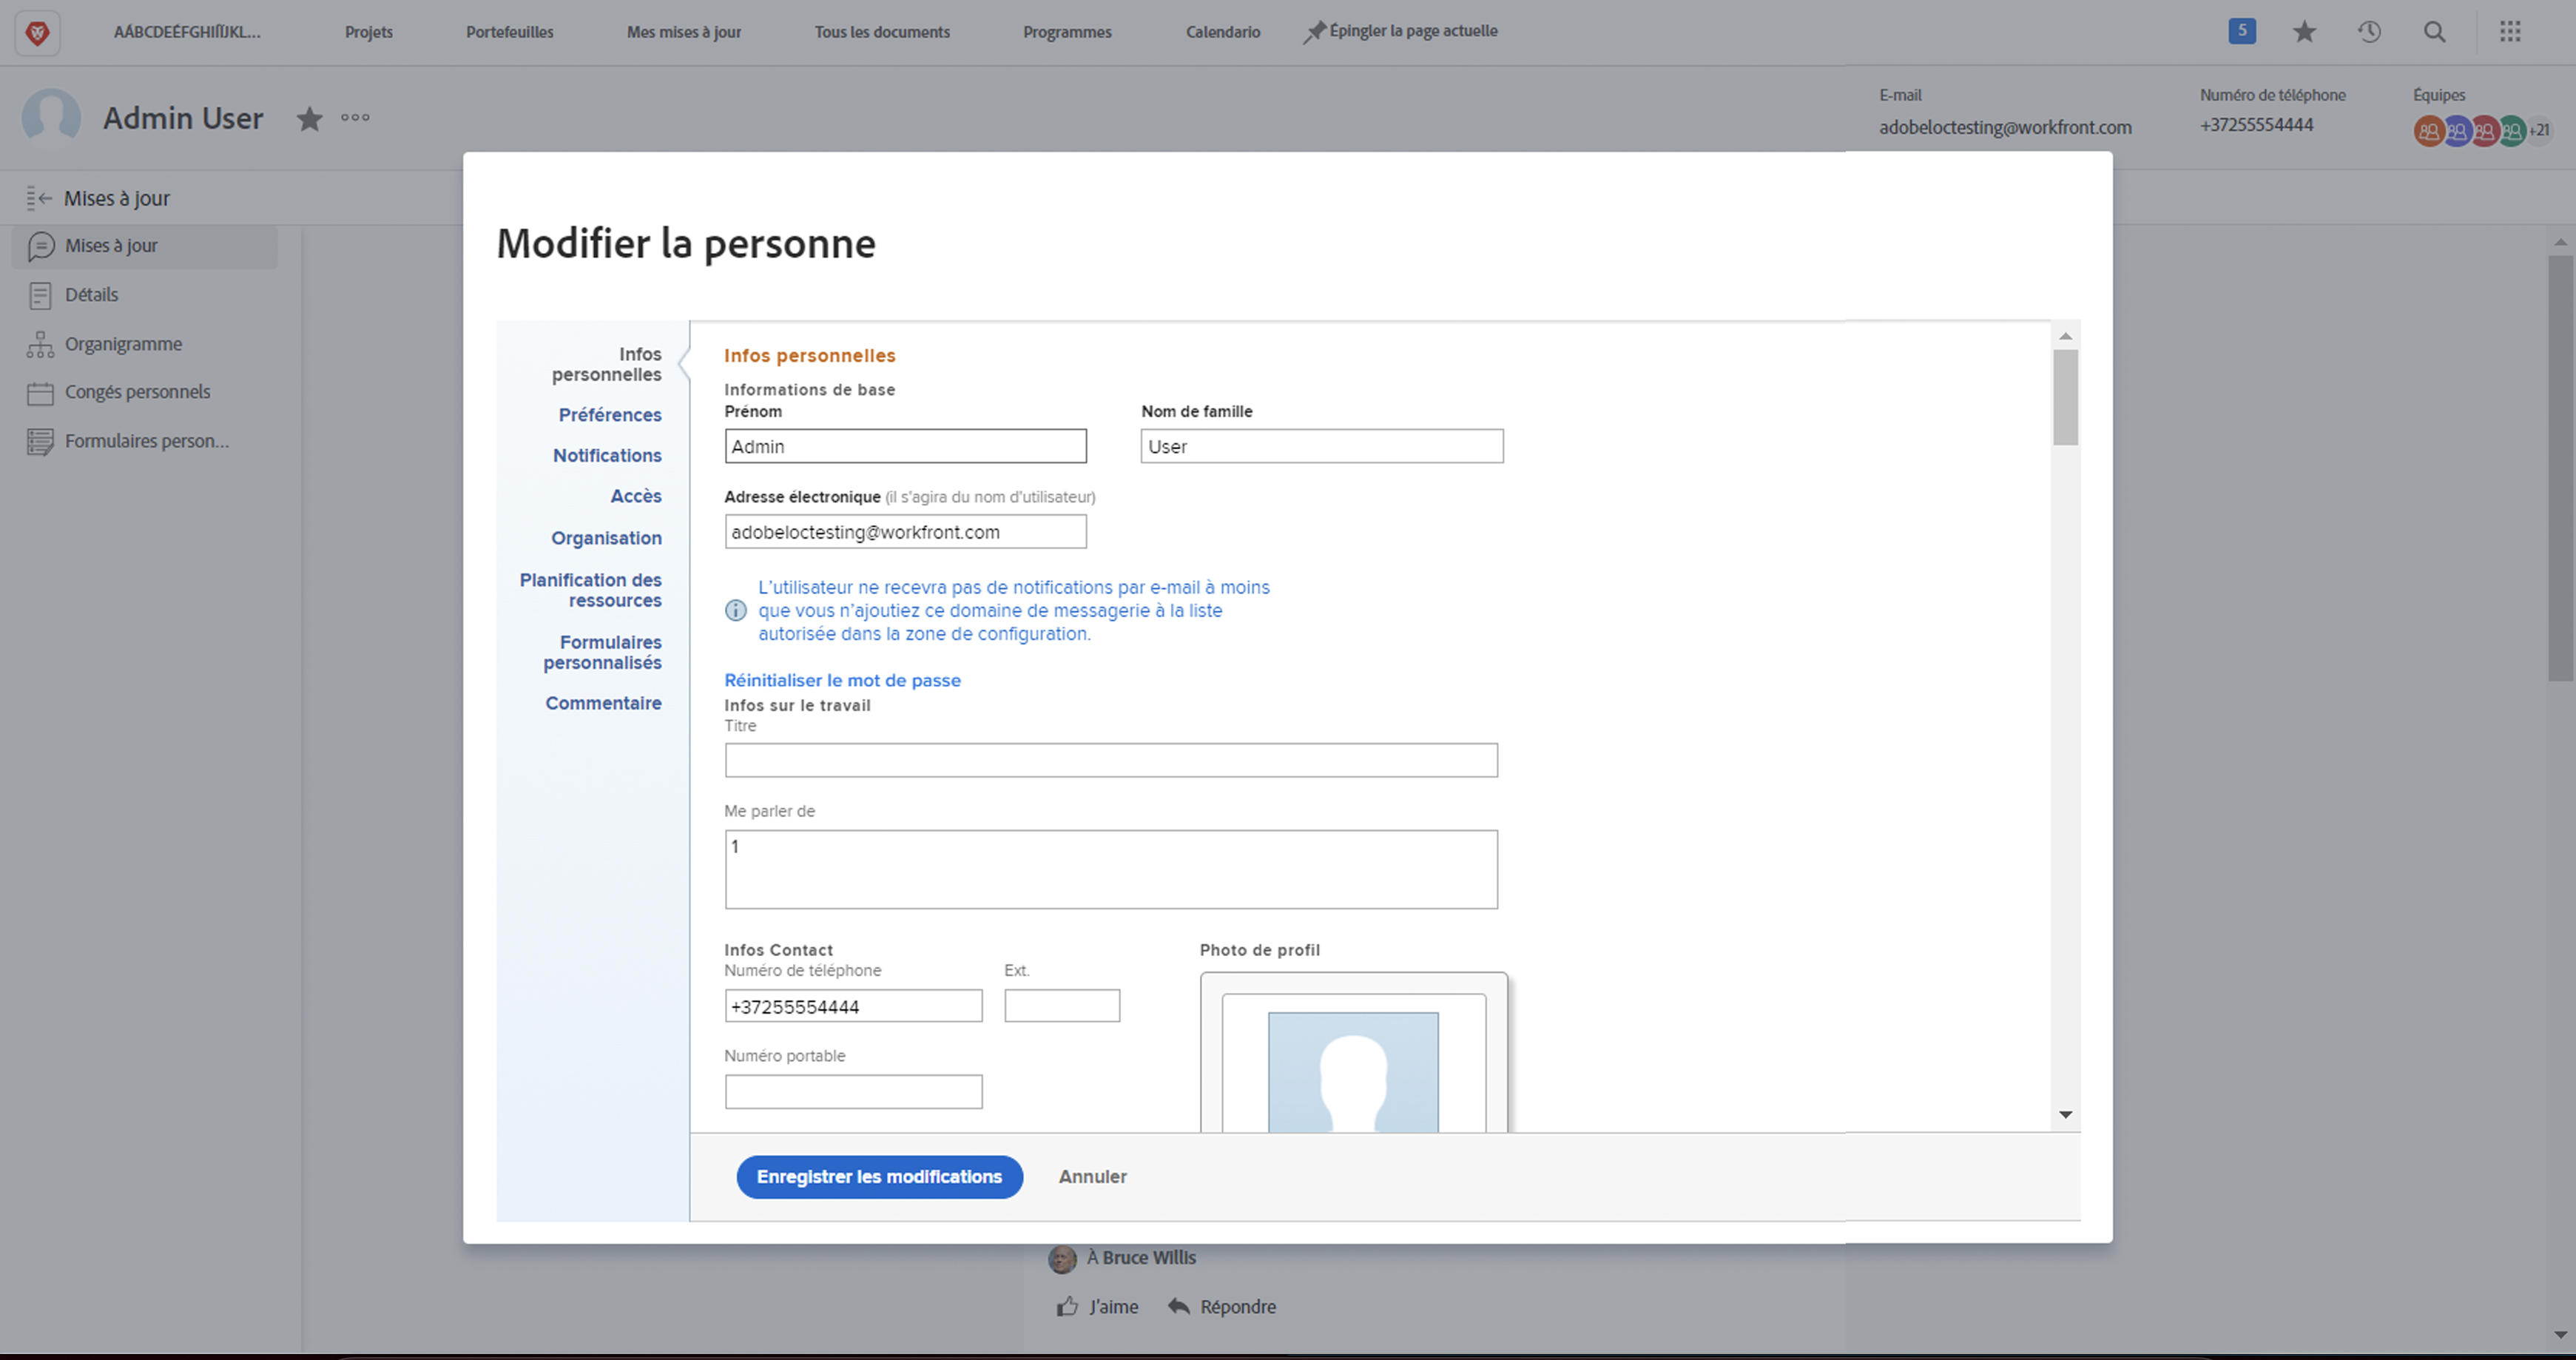 AÁBCDEÉFGHIÍÏJKL...
Projets
Portefeuilles
Mes mises à jour
Tous les documents
Programmes
Calendario
Épingler la page actuelle
5
Admin User
E-mail
adobeloctesting@workfront.com
Numéro de téléphone
+37255554444
Équipes
+21
Mises à jour
Mises à jour
Détails
Organigramme
Congés personnels
Formulaires person...
Modifier la personne
Infos
personnelles
Préférences
Notifications
Accès
Organisation
Planification des
ressources
Formulaires
personnalisés
Commentaire
Infos personnelles
Informations de base
Prénom
Admin
Nom de famille
User
Adresse électronique (il s'agira du nom d'utilisateur)
adobeloctesting@workfront.com
L'utilisateur ne recevra pas de notifications par e-mail à moins
que vous n'ajoutiez ce domaine de messagerie à la liste
autorisée dans la zone de configuration.
Réinitialiser le mot de passe
Infos sur le travail
Titre
Me parler de
1
Infos Contact
Numéro de téléphone
+37255554444
Ext.
Numéro portable
Photo de profil
Enregistrer les modifications
Annuler
À Bruce Willis
J'aime
Répondre